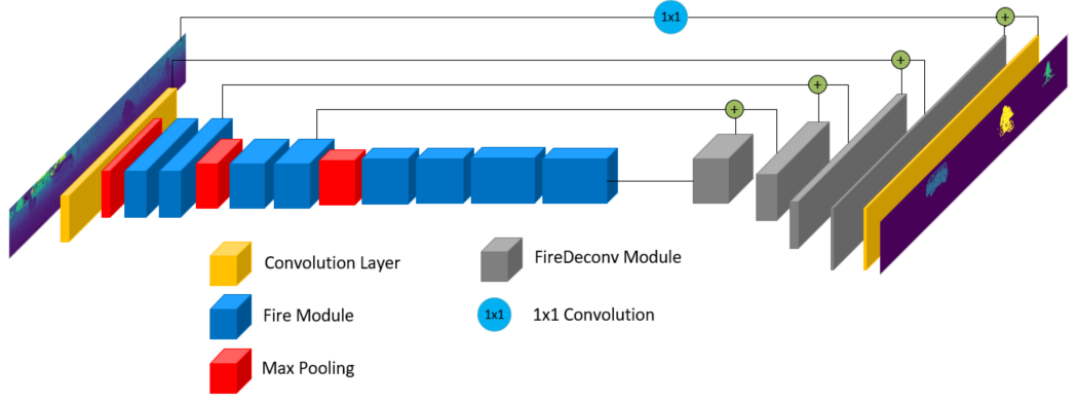 1x1
+
+
+
+
Convolution Layer
FireDeconv Module
Fire Module
1x1
1x1 Convolution
Max Pooling